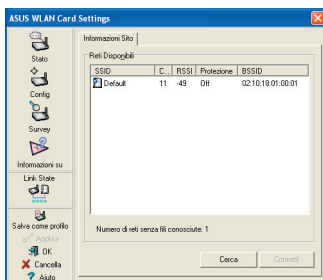 ASUS WLAN Card Settings
Stato
Config
Survey
Informazioni su
Link State
Salva come profilo
Applica
OK
Cancella
? Aiuto
Informazioni Sito
Reti Disponibili
SSID C... RSSI Protezione BSSID
Default 11 -49 Off 02:10:18:01:00:01
Numero di reti senza fili conosciute: 1
Cerca Connetti